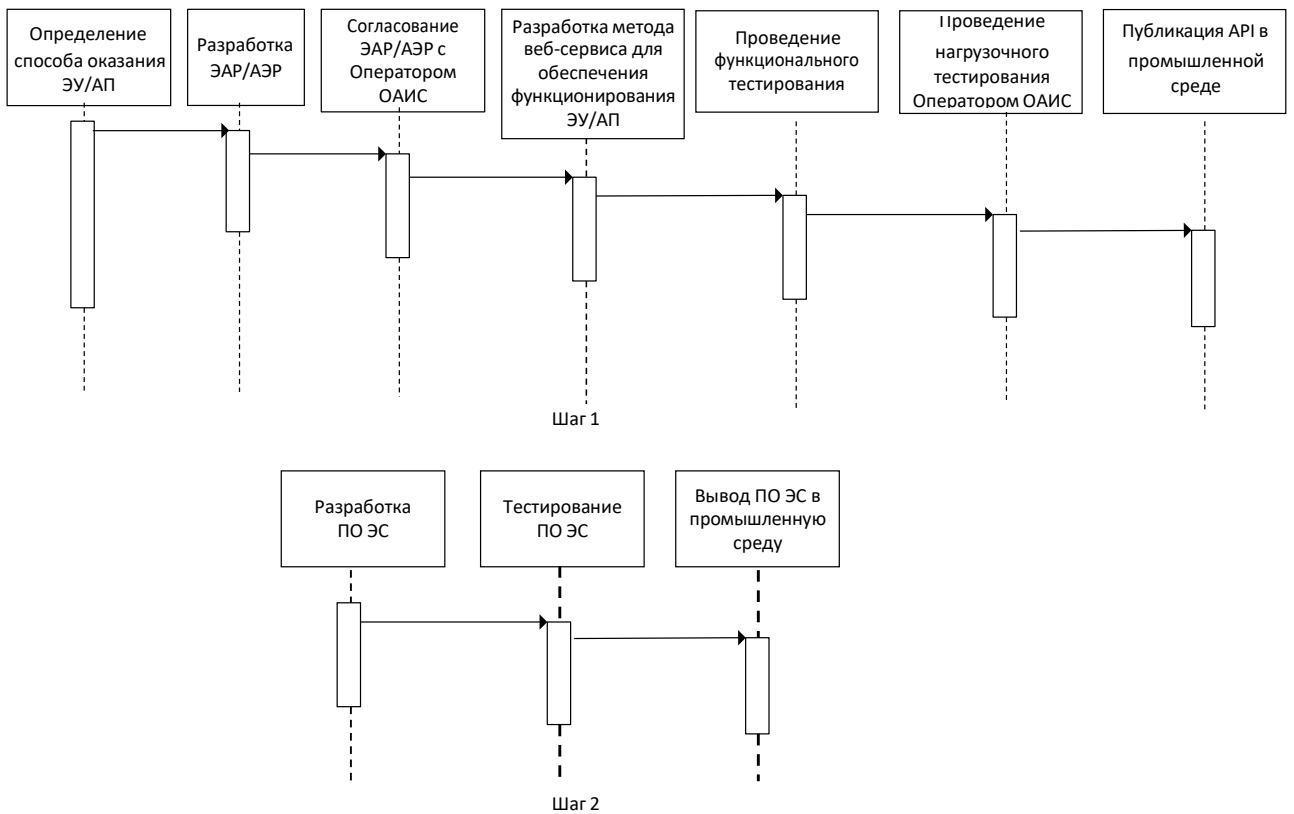 Определение
способа оказания
ЭУ/АП
Разработка
ЭАР/АЭР
Согласование
ЭАР/АЭР с
Оператором
ОАИС
Разработка метода
веб-сервиса для
обеспечения
функционирования
ЭУ/АП
Проведение
функционального
тестирования
Проведение
нагрузочного
тестирования
Оператором ОАИС
Публикация API в
промышленной
среде
Шаг 1
Разработка
ПО ЭС
Тестирование
ПО ЭС
Вывод ПО ЭС в
промышленную
среду
Шаг 2